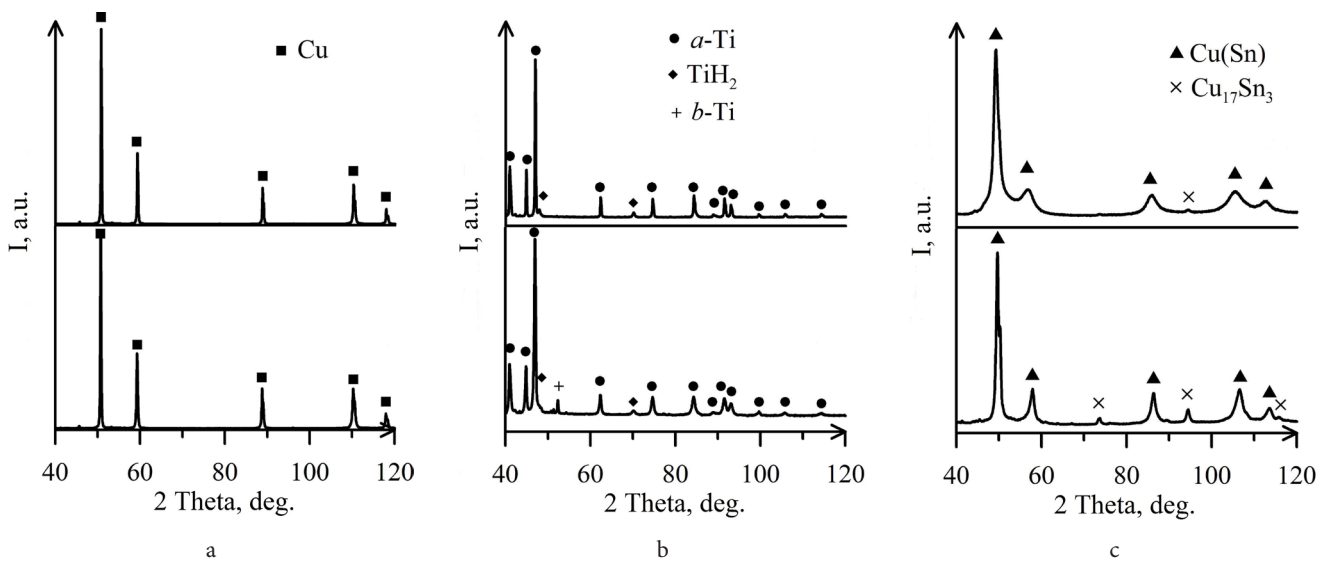 I, a.u.
■ Cu
40 60 80 100 120
2 Theta, deg.
a
I, a.u.
● a-Ti
◆ TiH₂
+ b-Ti
40 60 80 100 120
2 Theta, deg.
b
I, a.u.
▲ Cu(Sn)
× Cu₁₇Sn₃
40 60 80 100 120
2 Theta, deg.
c